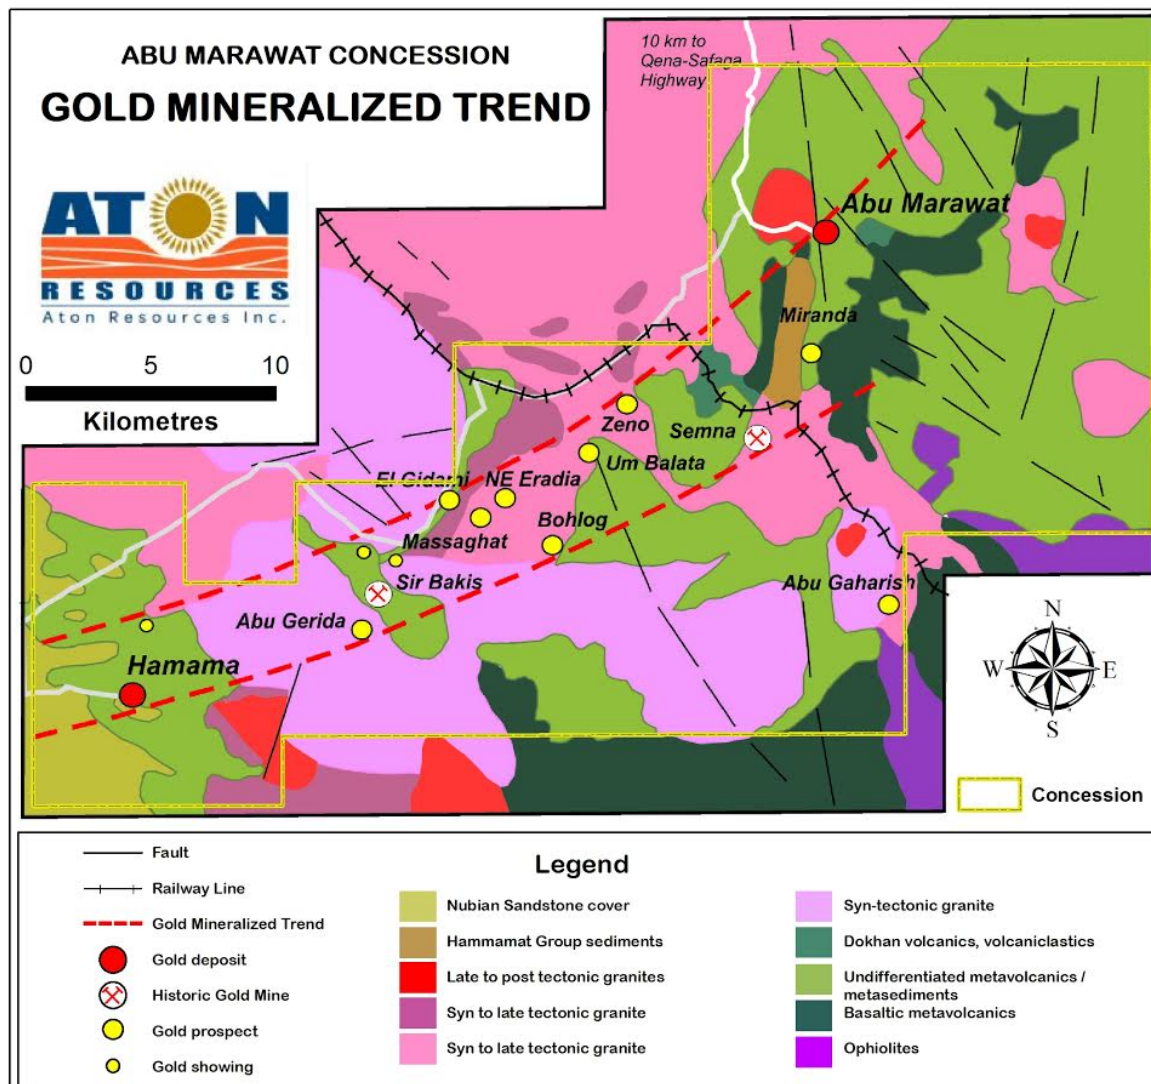 ABU MARAWAT CONCESSION
GOLD MINERALIZED TREND
10 km to
Qena-Safaga
Highway
ATON
RESOURCES
Aton Resources Inc.
0 5 10
Kilometres
Abu Marawat
Miranda
Zeno
Semna
Um Balata
El Gidami
NE Eradia
Bohlog
Massaghat
Sir Bakis
Abu Gaharish
Abu Gerida
Hamama
N
W E
S
Concession
Legend
Fault
Railway Line
Gold Mineralized Trend
Gold deposit
Historic Gold Mine
Gold prospect
Gold showing
Nubian Sandstone cover
Hammamat Group sediments
Late to post tectonic granites
Syn to late tectonic granite
Syn to late tectonic granite
Syn-tectonic granite
Dokhan volcanics, volcaniclastics
Undifferentiated metavolcanics /
metasediments
Basaltic metavolcanics
Ophiolites